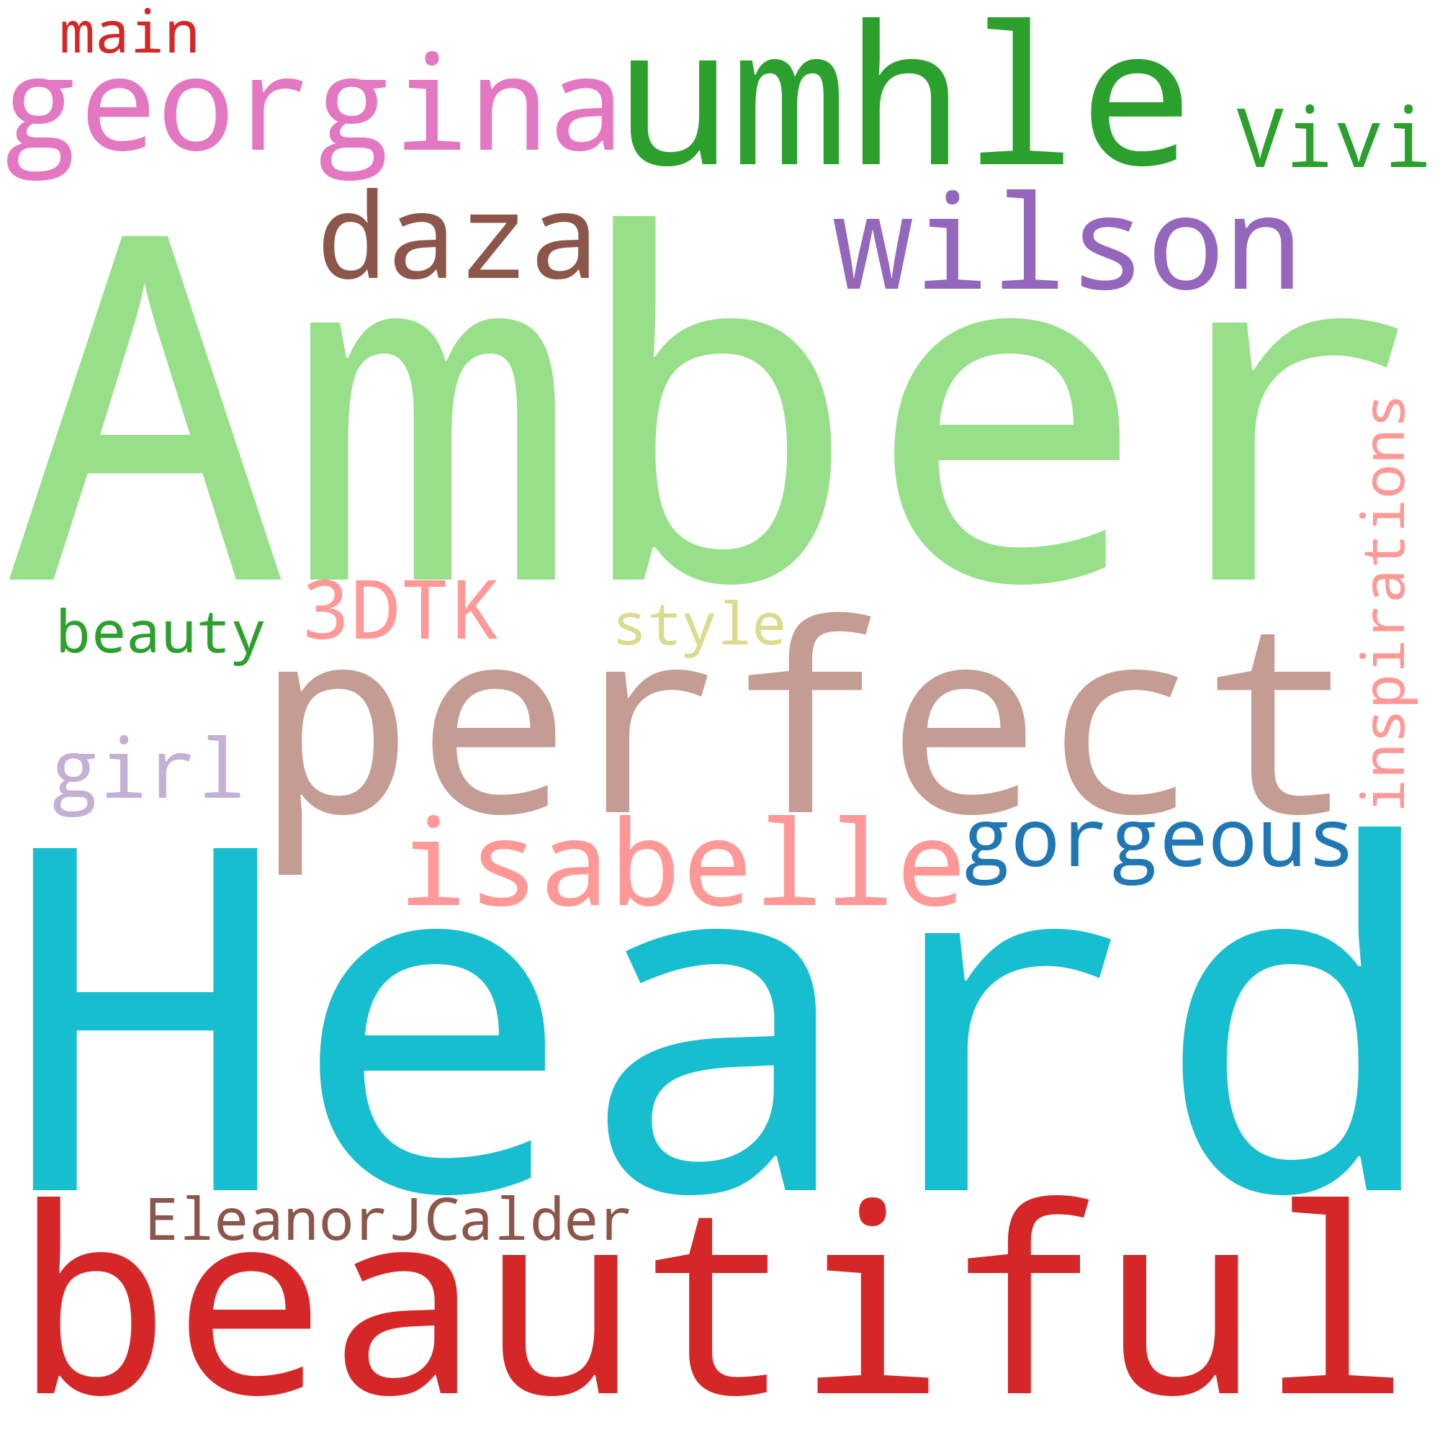 main
georgina
umhle
Vivi
daza
wilson
Amber
inspirations
3DTK
style
beauty
perfect
girl
isabelle
gorgeous
Heard
EleanorJCalder
beautiful